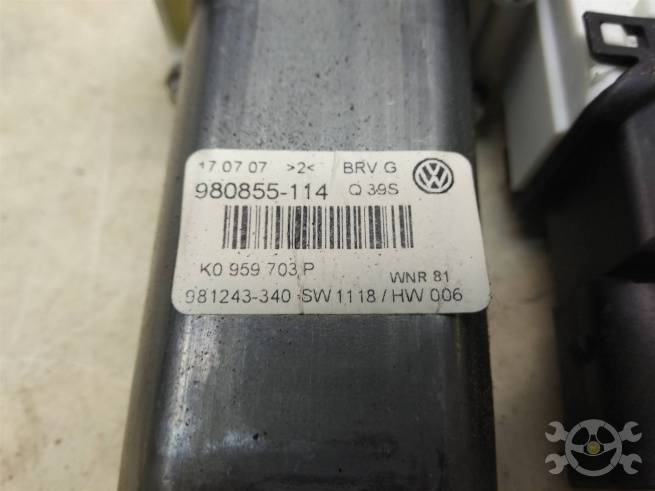 17 07 07 >2< BRV G
980855-114 Q 39S
K0 959 703 P
WNR 81
981243-340 SW 1118 / HW 006